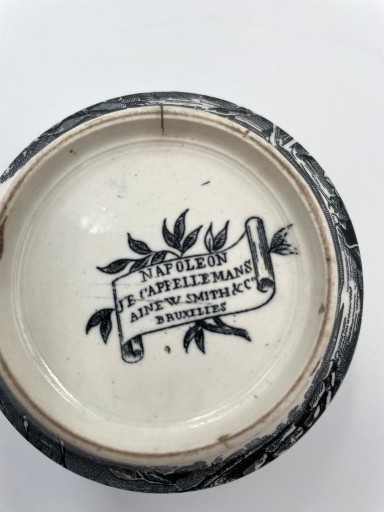 NAPOLEON
J.E. CAPPELLEMANS
AINE W. SMITH & Cº
BRUXELLES